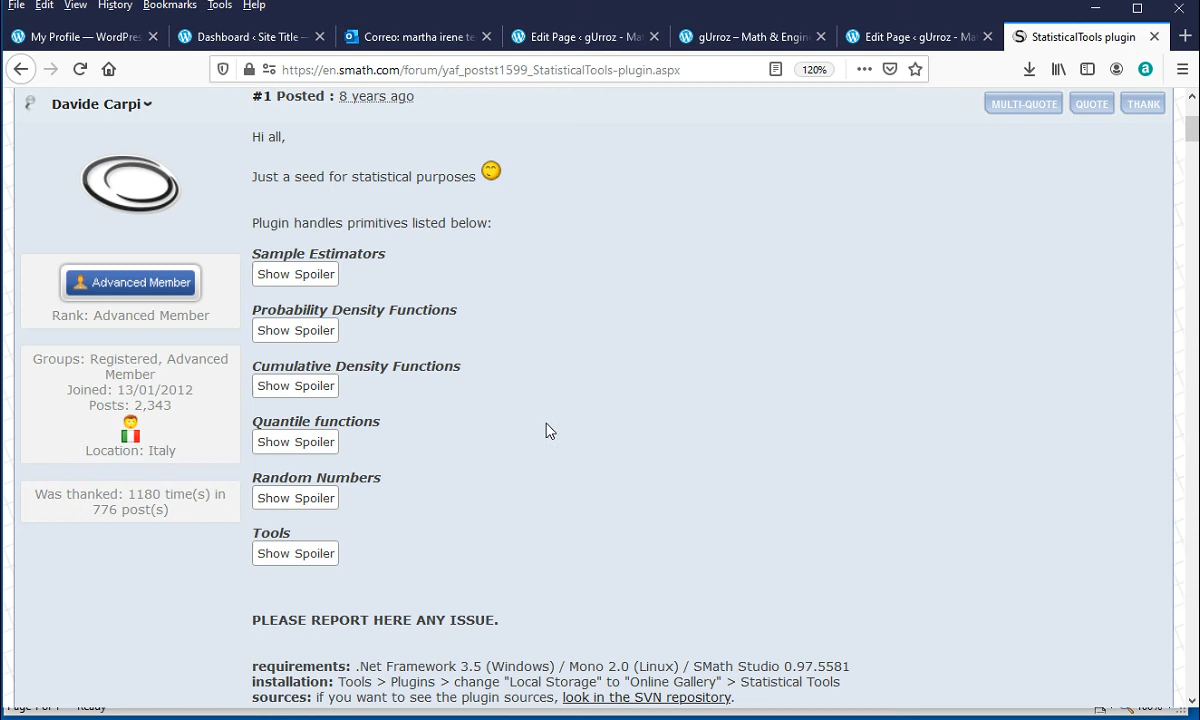 File Edit View History Bookmarks Tools Help
My Profile — WordPres
Dashboard ‹ Site Title —
Correo: martha irene te
Edit Page ‹ gUrroz - Ma
gUrroz – Math & Engin
Edit Page ‹ gUrroz - Ma
StatisticalTools plugin
https://en.smath.com/forum/yaf_postst1599_StatisticalTools-plugin.aspx
120%
Davide Carpi
#1 Posted : 8 years ago
MULTI-QUOTE QUOTE THANK
Hi all,
Just a seed for statistical purposes
Plugin handles primitives listed below:
Sample Estimators
Show Spoiler
Advanced Member
Rank: Advanced Member
Probability Density Functions
Show Spoiler
Groups: Registered, Advanced
Member
Joined: 13/01/2012
Posts: 2,343
Location: Italy
Cumulative Density Functions
Show Spoiler
Quantile functions
Show Spoiler
Was thanked: 1180 time(s) in
776 post(s)
Random Numbers
Show Spoiler
Tools
Show Spoiler
PLEASE REPORT HERE ANY ISSUE.
requirements: .Net Framework 3.5 (Windows) / Mono 2.0 (Linux) / SMath Studio 0.97.5581
installation: Tools > Plugins > change "Local Storage" to "Online Gallery" > Statistical Tools
sources: if you want to see the plugin sources, look in the SVN repository.